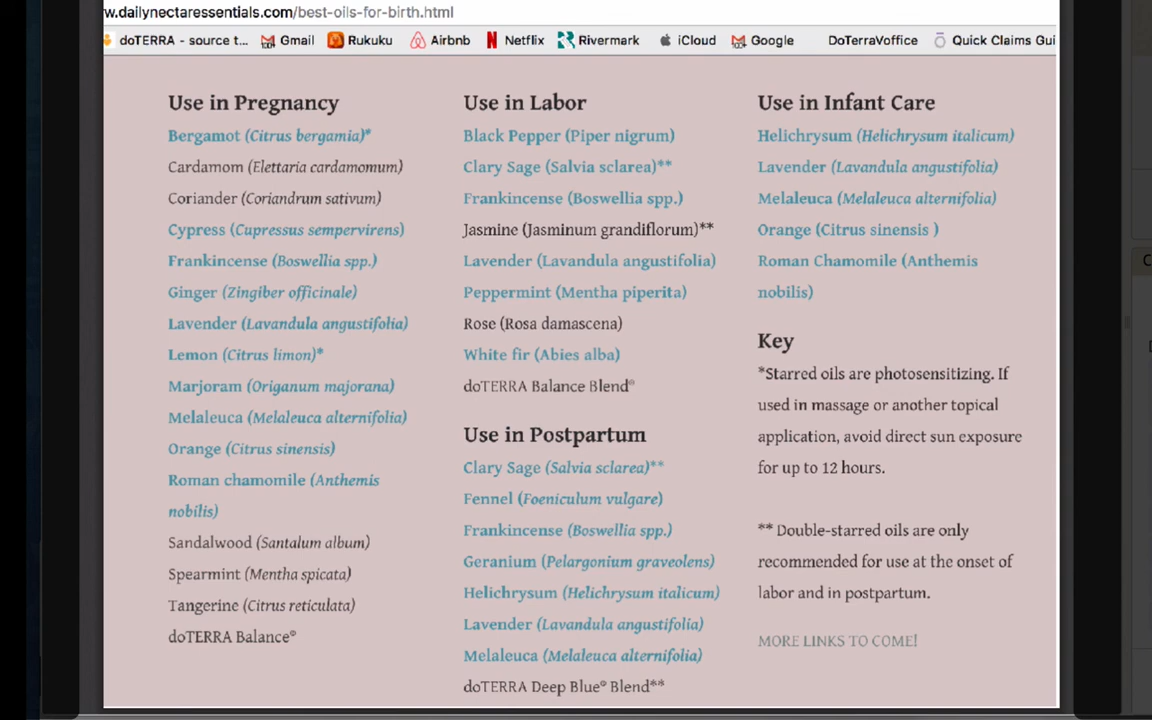 w.dailynectaressentials.com/best-oils-for-birth.html
doTERRA - source t... Gmail Rukuku Airbnb Netflix Rivermark iCloud Google DoTerraVoffice Quick Claims Gui
Use in Pregnancy
Bergamot (Citrus bergamia)*
Cardamom (Elettaria cardamomum)
Coriander (Coriandrum sativum)
Cypress (Cupressus sempervirens)
Frankincense (Boswellia spp.)
Ginger (Zingiber officinale)
Lavender (Lavandula angustifolia)
Lemon (Citrus limon)*
Marjoram (Origanum majorana)
Melaleuca (Melaleuca alternifolia)
Orange (Citrus sinensis)
Roman chamomile (Anthemis
nobilis)
Sandalwood (Santalum album)
Spearmint (Mentha spicata)
Tangerine (Citrus reticulata)
doTERRA Balance®
Use in Labor
Black Pepper (Piper nigrum)
Clary Sage (Salvia sclarea)**
Frankincense (Boswellia spp.)
Jasmine (Jasminum grandiflorum)**
Lavender (Lavandula angustifolia)
Peppermint (Mentha piperita)
Rose (Rosa damascena)
White fir (Abies alba)
doTERRA Balance Blend®
Use in Postpartum
Clary Sage (Salvia sclarea)**
Fennel (Foeniculum vulgare)
Frankincense (Boswellia spp.)
Geranium (Pelargonium graveolens)
Helichrysum (Helichrysum italicum)
Lavender (Lavandula angustifolia)
Melaleuca (Melaleuca alternifolia)
doTERRA Deep Blue® Blend**
Use in Infant Care
Helichrysum (Helichrysum italicum)
Lavender (Lavandula angustifolia)
Melaleuca (Melaleuca alternifolia)
Orange (Citrus sinensis )
Roman Chamomile (Anthemis
nobilis)
Key
*Starred oils are photosensitizing. If
used in massage or another topical
application, avoid direct sun exposure
for up to 12 hours.
** Double-starred oils are only
recommended for use at the onset of
labor and in postpartum.
MORE LINKS TO COME!